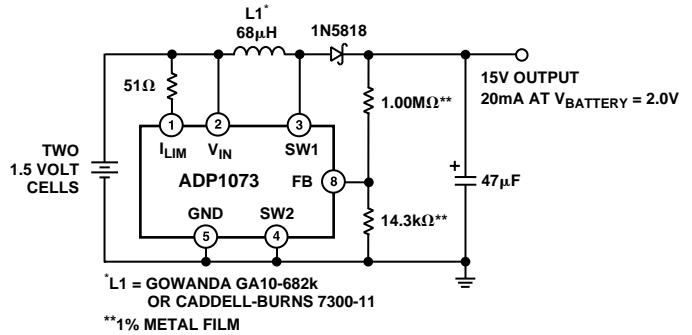 L1*
68µH
1N5818
51Ω
15V OUTPUT
20mA AT VBATTERY = 2.0V
1.00MΩ**
1
2
3
ILIM
VIN
SW1
TWO
1.5 VOLT
CELLS
ADP1073
FB
8
+
47µF
GND
SW2
14.3kΩ**
5
4
*L1 = GOWANDA GA10-682k
OR CADDELL-BURNS 7300-11
**1% METAL FILM